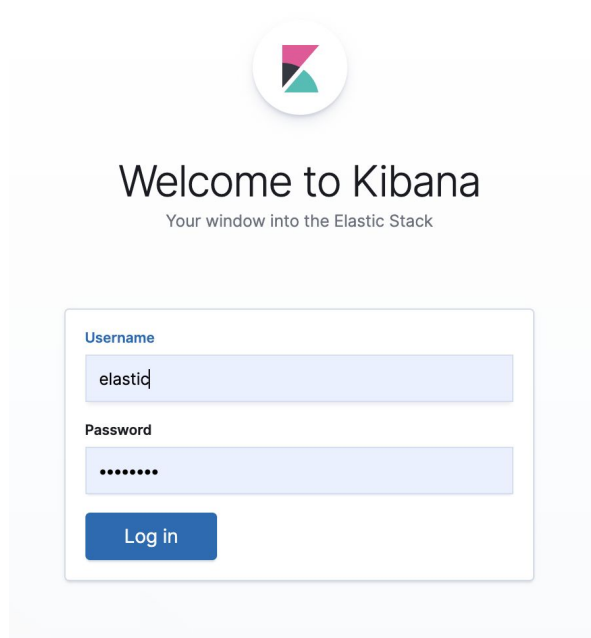 Welcome to Kibana
Your window into the Elastic Stack
Username
elastic
Password
••••••••
Log in